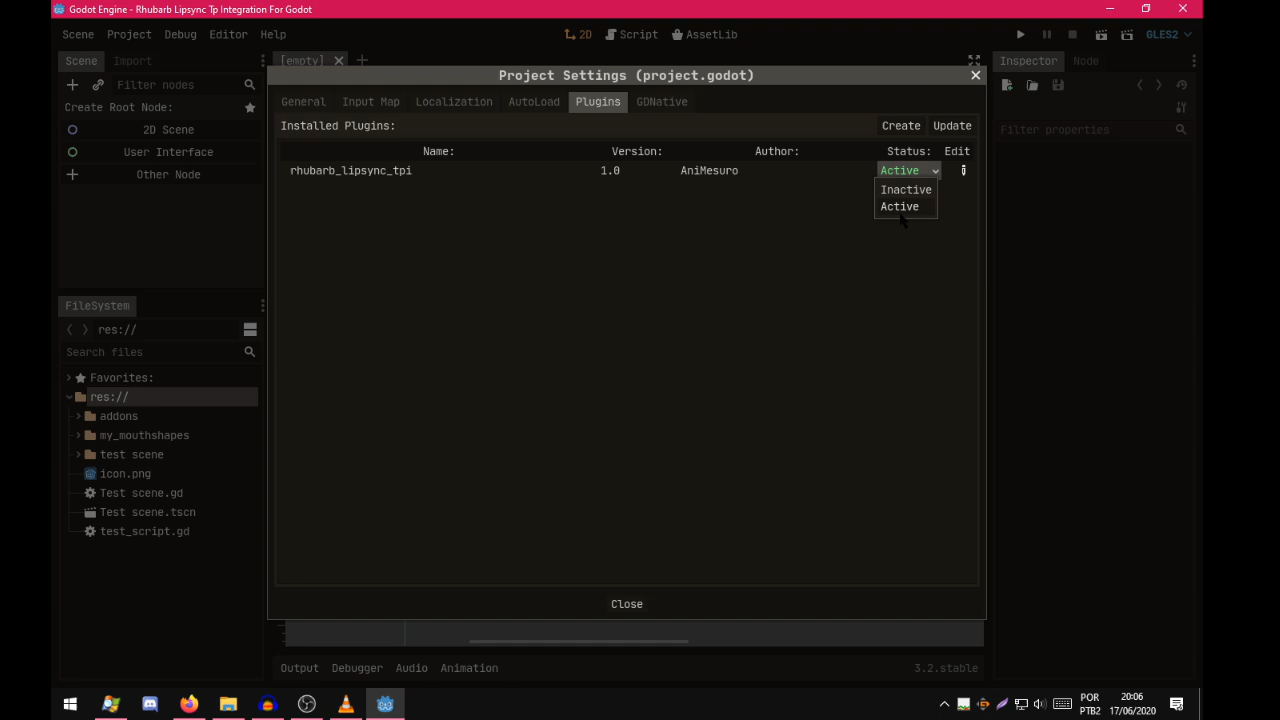 Godot Engine - Rhubarb Lipsync Tp Integration For Godot
Scene Project Debug Editor Help
2D Script AssetLib
GLES2
Scene Import
[empty]
Inspector Node
Project Settings (project.godot)
Filter nodes
Filter properties
General Input Map Localization AutoLoad Plugins GDNative
Create Root Node:
2D Scene
User Interface
Other Node
Installed Plugins:
Create Update
Name: Version: Author: Status: Edit
rhubarb_lipsync_tpi 1.0 AniMesuro Active
Inactive
Active
FileSystem
res://
Search files
Favorites:
res://
addons
my_mouthshapes
test scene
icon.png
Test scene.gd
Test scene.tscn
test_script.gd
Close
Output Debugger Audio Animation
3.2.stable
POR
PTB2
20:06
17/06/2020